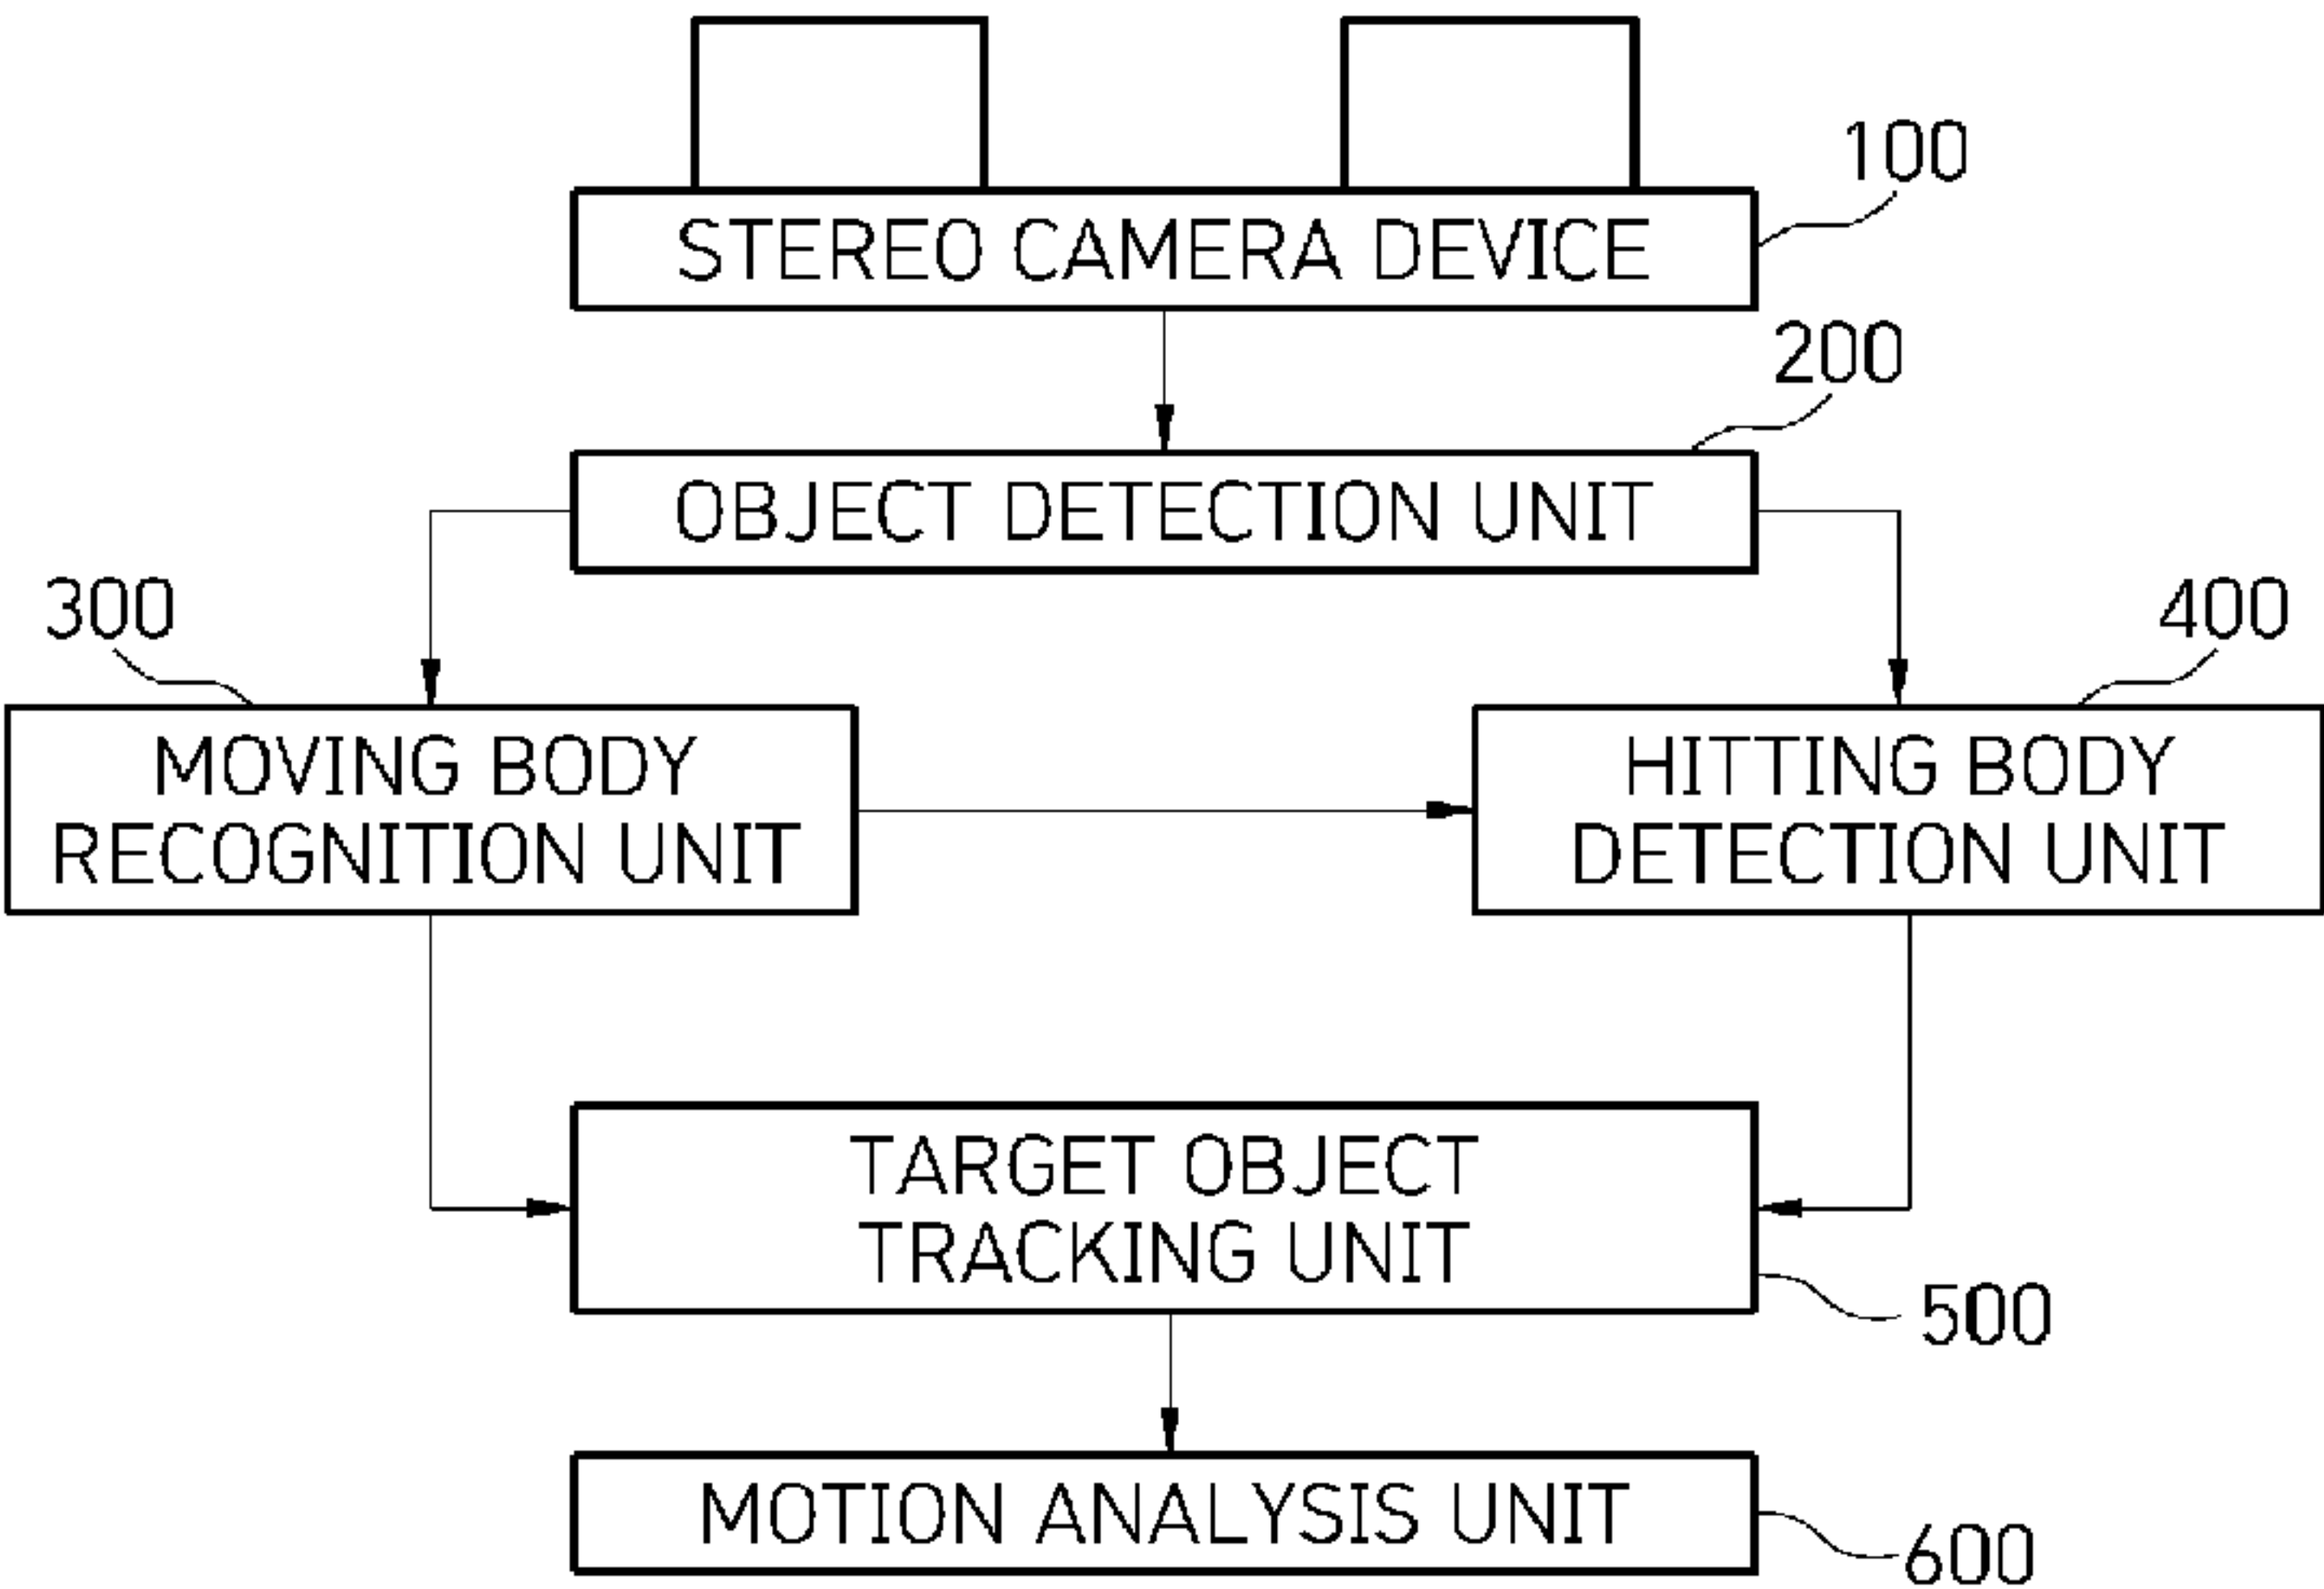 100
STEREO CAMERA DEVICE
200
OBJECT DETECTION UNIT
300
400
MOVING BODY
RECOGNITION UNIT
HITTING BODY
DETECTION UNIT
TARGET OBJECT
TRACKING UNIT
500
MOTION ANALYSIS UNIT
600